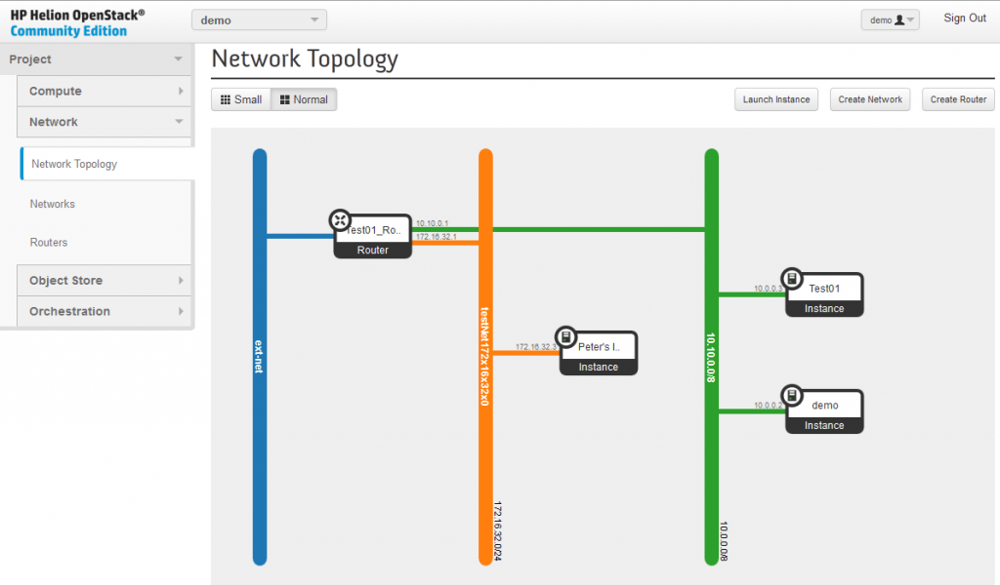 HP Helion OpenStack®
Community Edition
demo
demo
Sign Out
Project
Compute
Network
Network Topology
Networks
Routers
Object Store
Orchestration
Network Topology
Small
Normal
Launch Instance
Create Network
Create Router
ext-net
Test01_Ro..
Router
10.10.0.1
172.16.32.1
testNet172x16x32x0
172.16.32.0/24
172.16.32.3
Peter's I..
Instance
10.10.0.0/8
10.0.0.0/8
10.0.0.3
Test01
Instance
10.0.0.2
demo
Instance